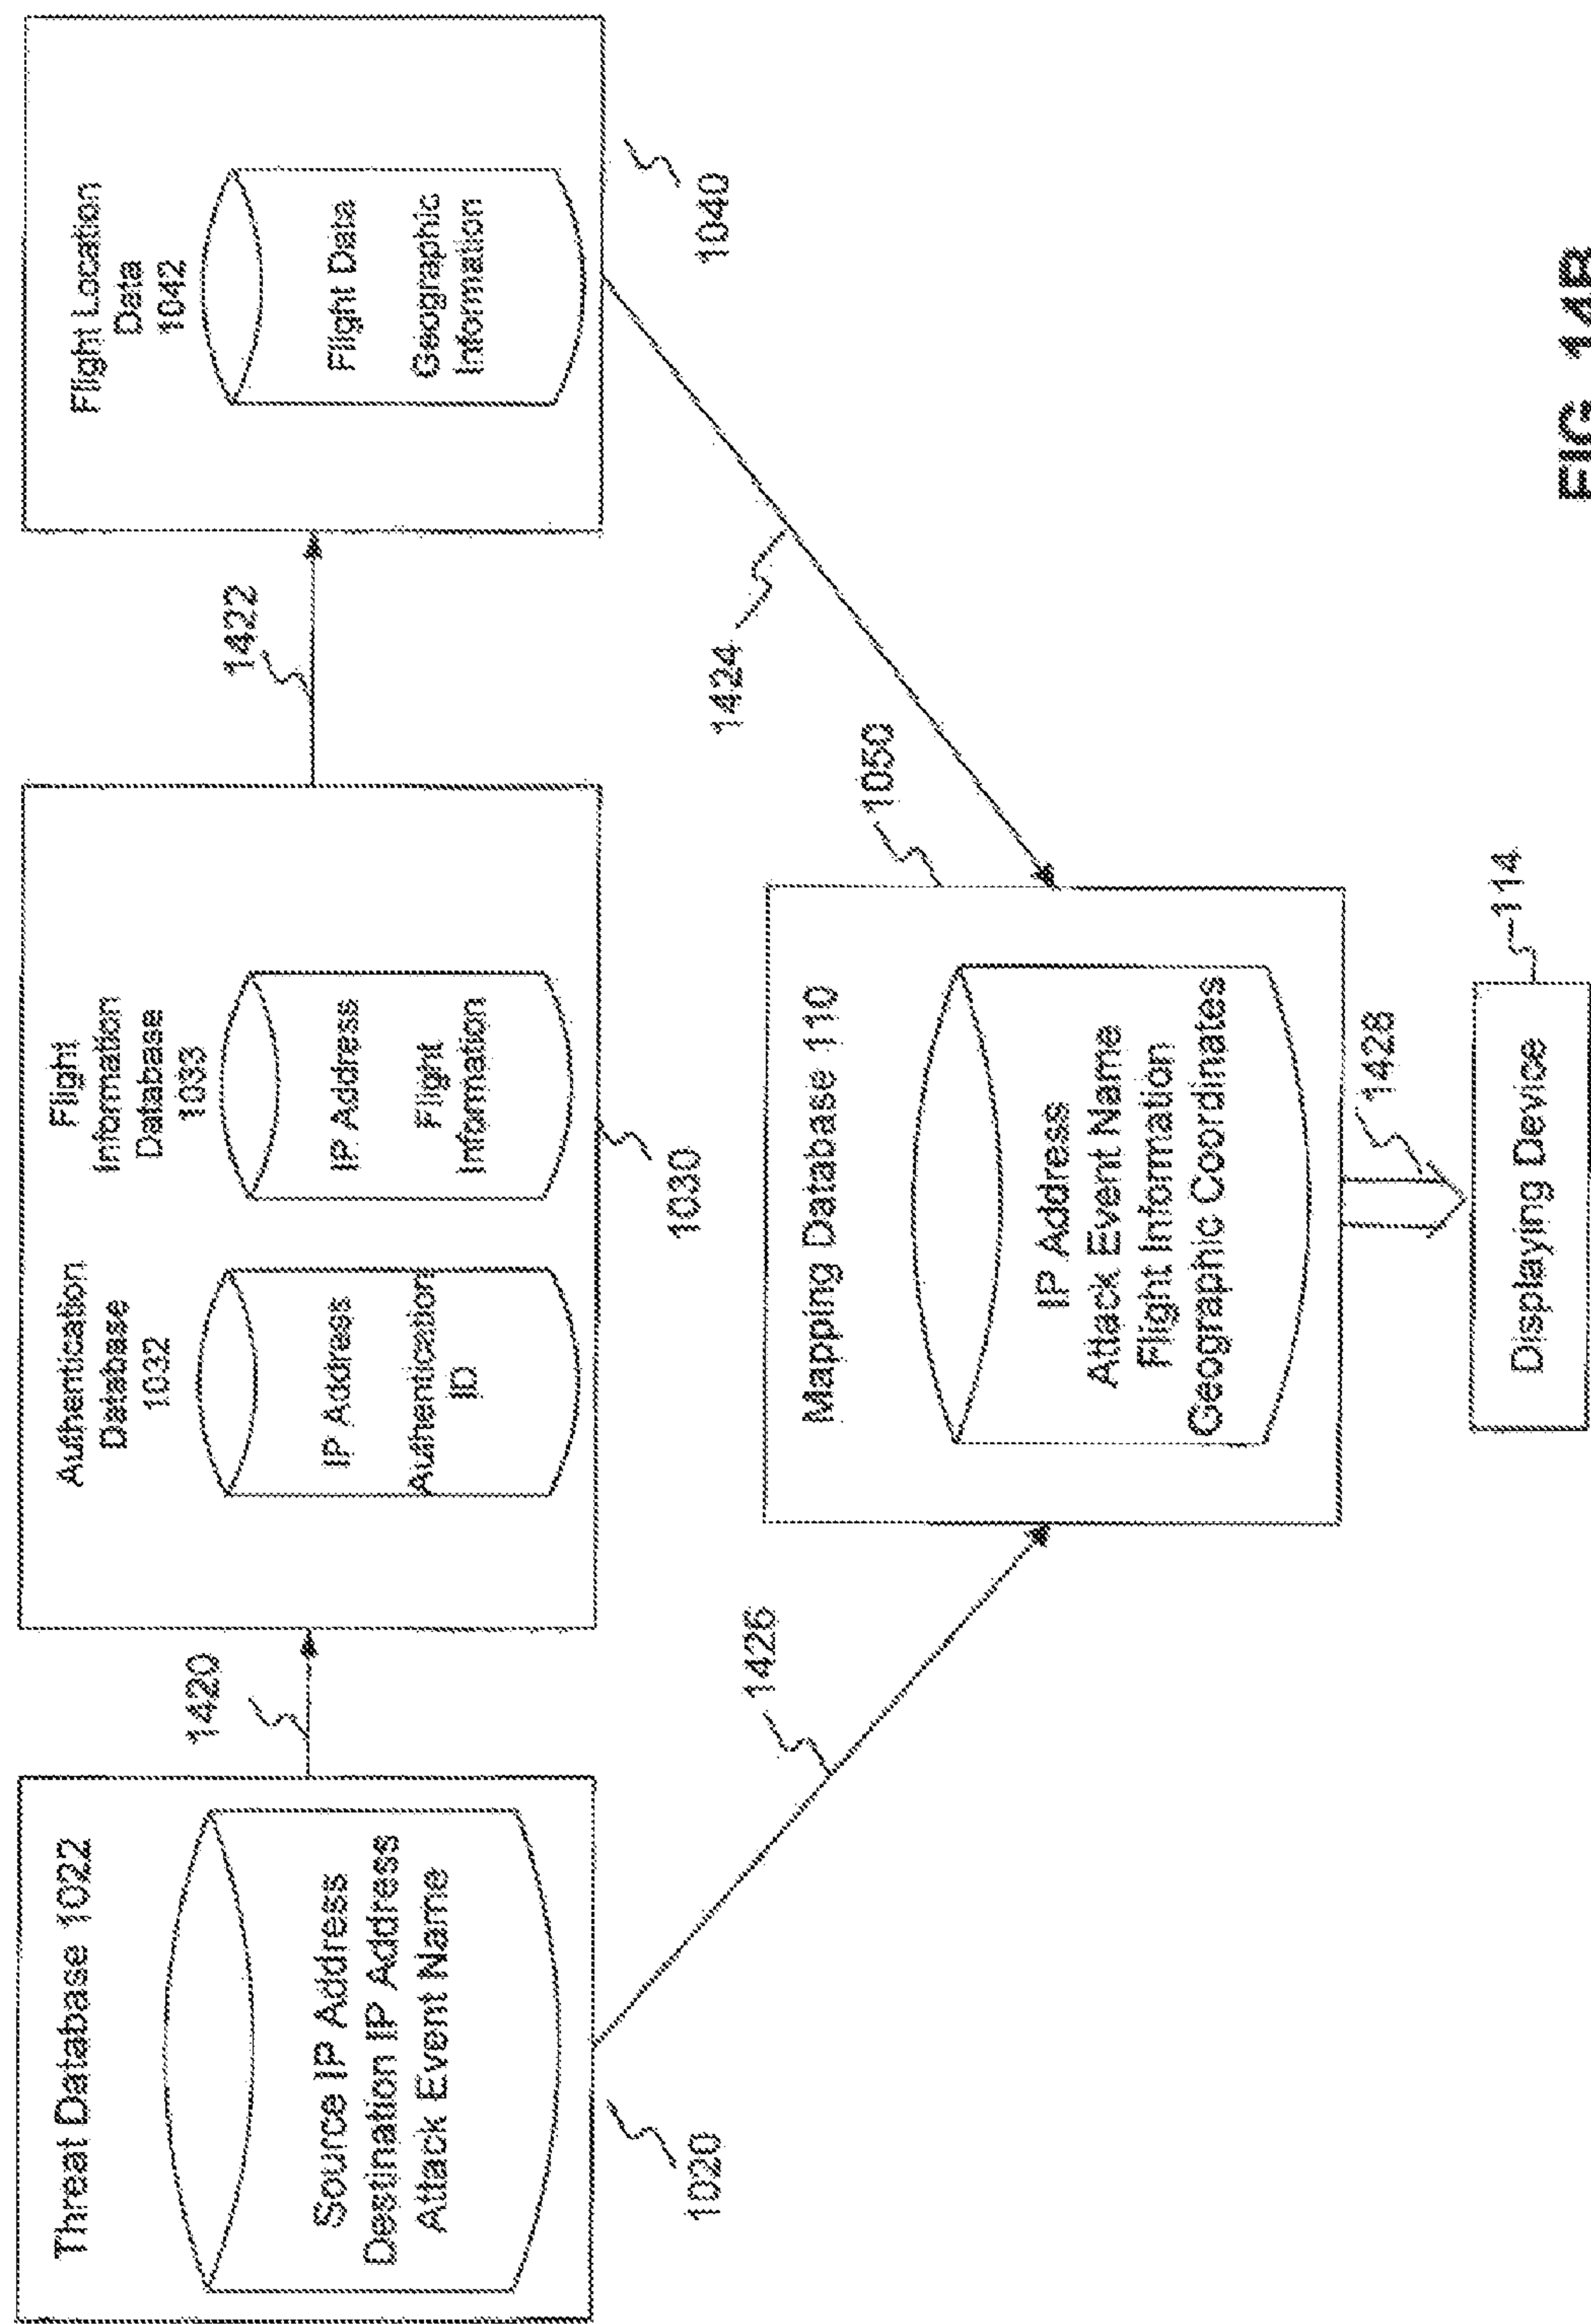 Threat Database 1022
Source IP Address
Destination IP Address
Attack Event Name
1020
1420
Authentication
Database
1032
IP Address
Authentication
ID
Flight
Information
Database
1033
IP Address
Flight
Information
1030
1422
Flight Location
Data
1042
Flight Data
Geographic
Information
1040
1424
1426
1050
Mapping Database 110
IP Address
Attack Event Name
Flight Information
Geographic Coordinates
1428
Displaying Device
114
FIG. 14B